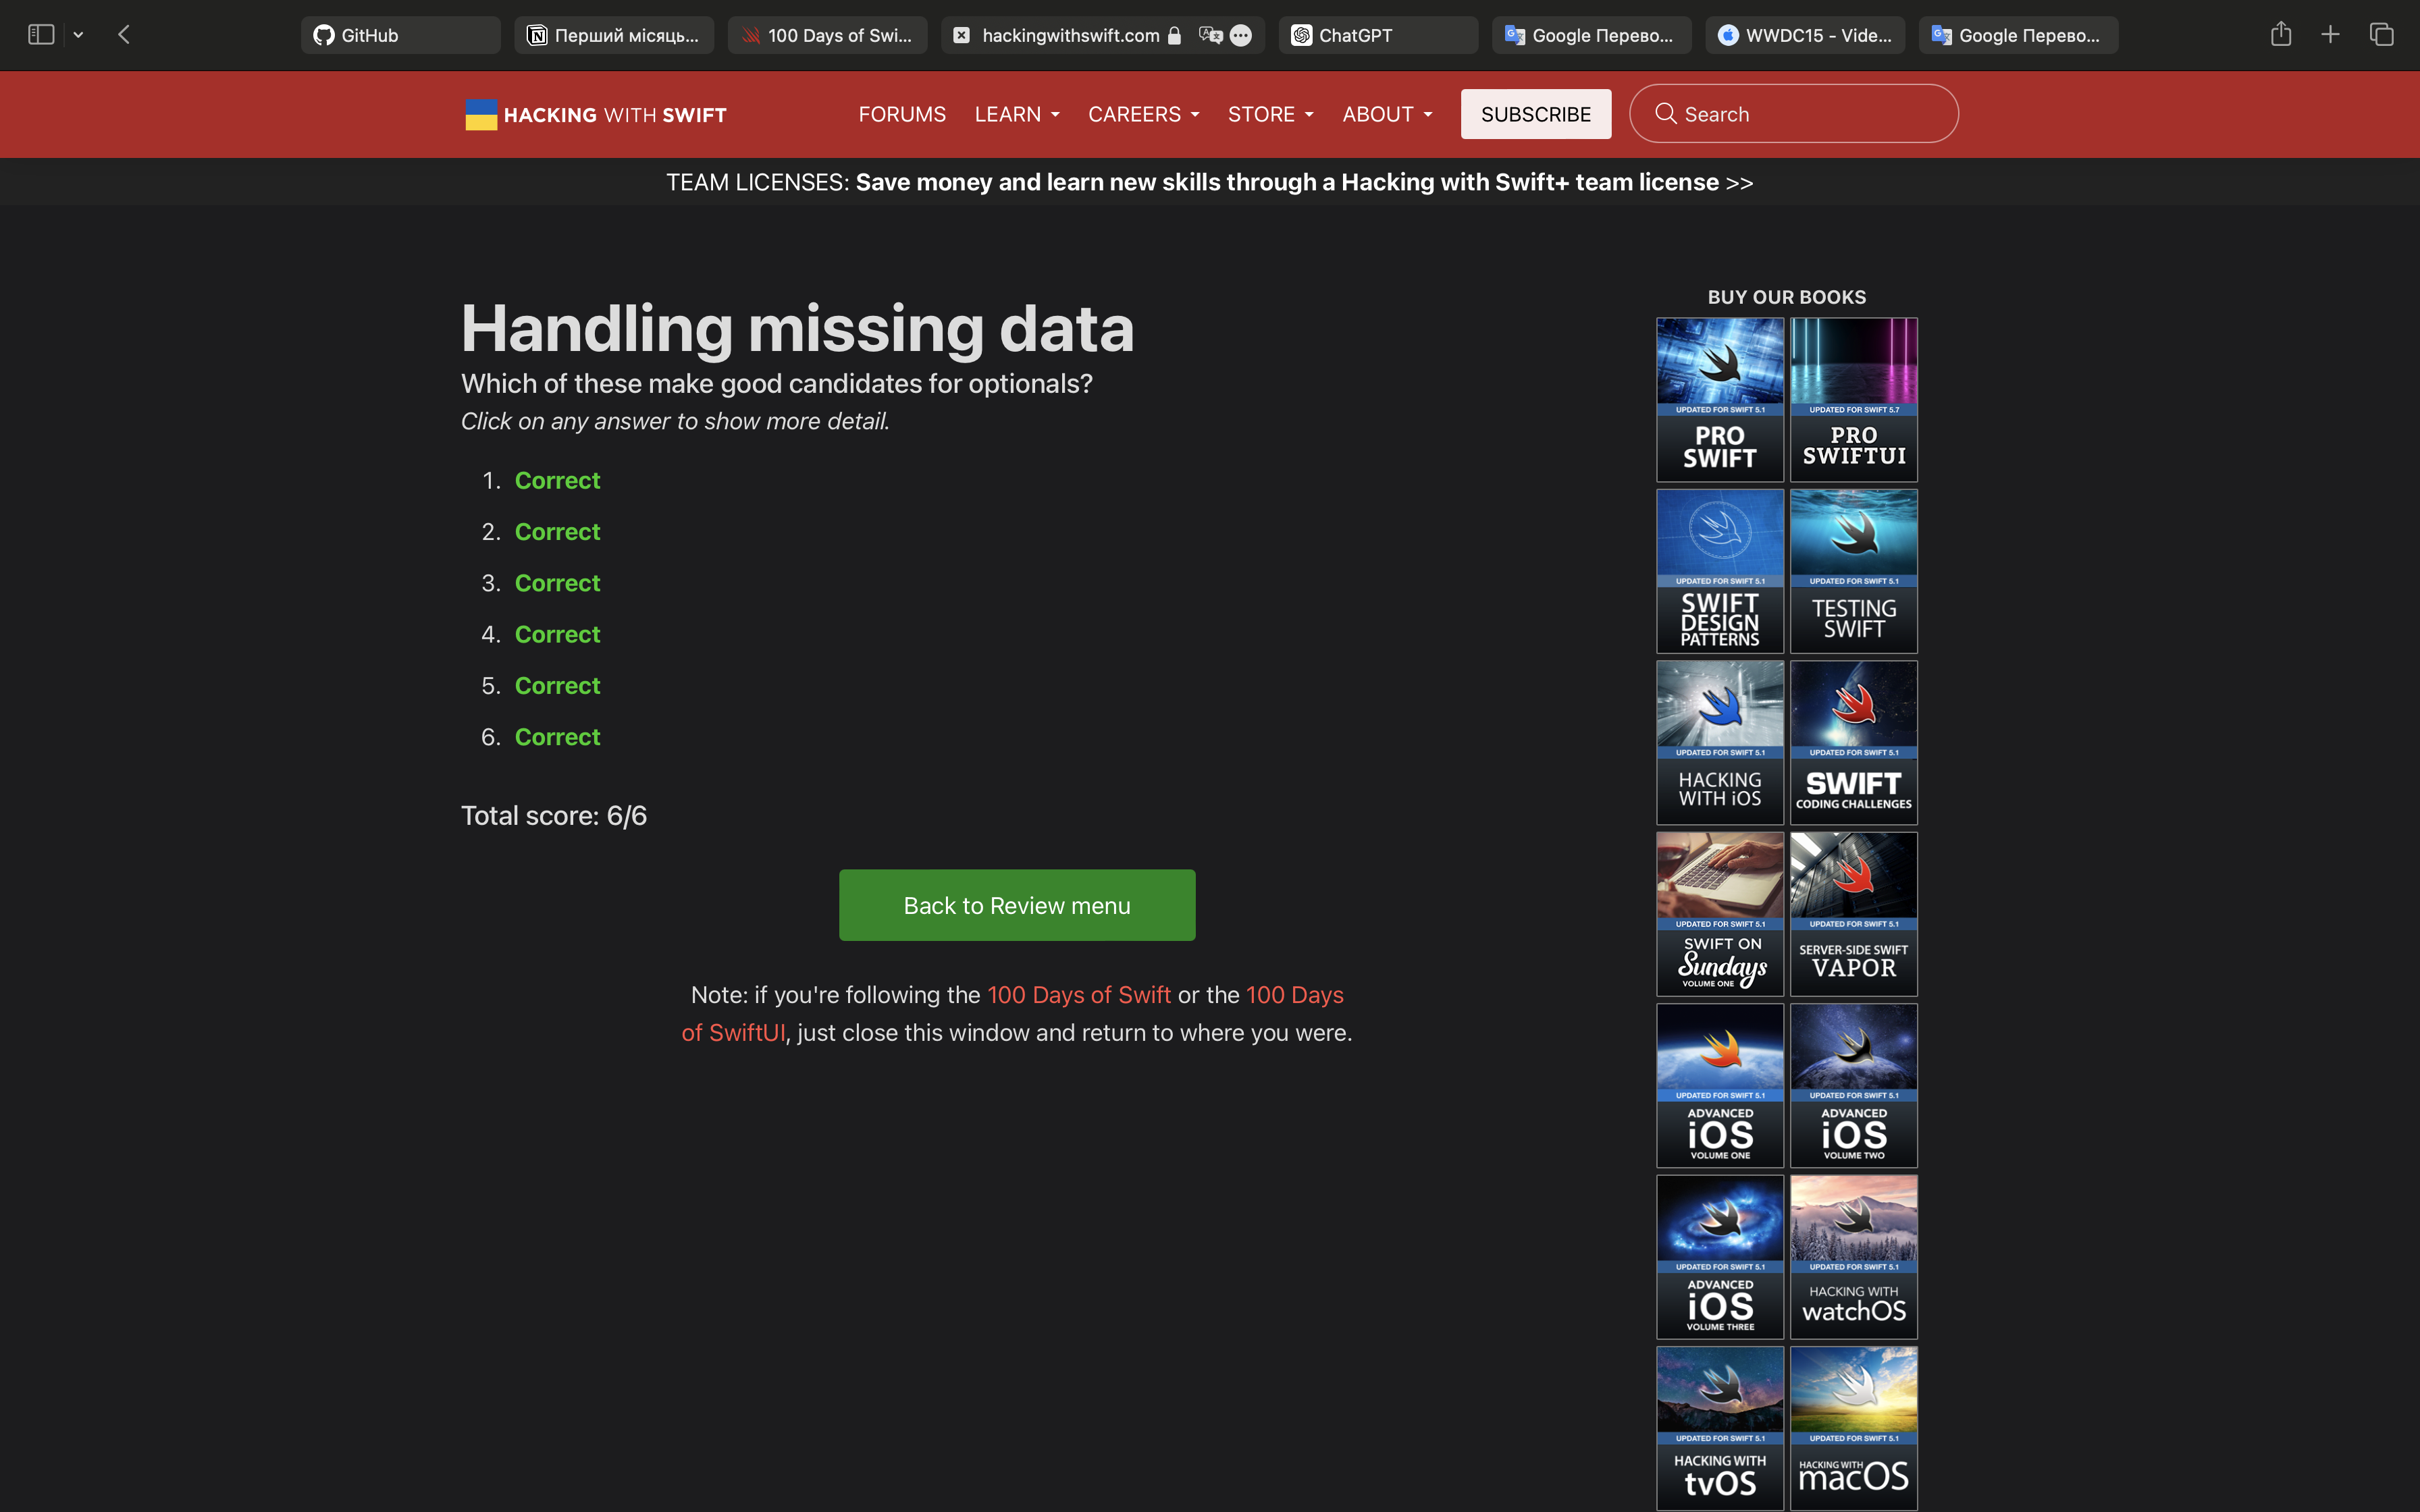 GitHub
Перший місяць...
100 Days of Swi...
hackingwithswift.com
ChatGPT
Google Перево...
WWDC15 - Vide...
Google Перево...
HACKING WITH SWIFT
FORUMS
LEARN
CAREERS
STORE
ABOUT
SUBSCRIBE
Search
TEAM LICENSES: Save money and learn new skills through a Hacking with Swift+ team license >>
Handling missing data
Which of these make good candidates for optionals?
Click on any answer to show more detail.
1. Correct
2. Correct
3. Correct
4. Correct
5. Correct
6. Correct
Total score: 6/6
Back to Review menu
Note: if you're following the 100 Days of Swift or the 100 Days
of SwiftUI, just close this window and return to where you were.
BUY OUR BOOKS
UPDATED FOR SWIFT 5.1
PRO
SWIFT
UPDATED FOR SWIFT 5.7
PRO
SWIFTUI
UPDATED FOR SWIFT 5.1
SWIFT
DESIGN
PATTERNS
UPDATED FOR SWIFT 5.1
TESTING
SWIFT
UPDATED FOR SWIFT 5.1
HACKING
WITH iOS
UPDATED FOR SWIFT 5.1
SWIFT
CODING CHALLENGES
UPDATED FOR SWIFT 5.1
SWIFT ON
Sundays
VOLUME ONE
UPDATED FOR SWIFT 5.1
SERVER-SIDE SWIFT
VAPOR
UPDATED FOR SWIFT 5.1
ADVANCED
iOS
VOLUME ONE
UPDATED FOR SWIFT 5.1
ADVANCED
iOS
VOLUME TWO
UPDATED FOR SWIFT 5.1
ADVANCED
iOS
VOLUME THREE
UPDATED FOR SWIFT 5.1
HACKING WITH
watchOS
UPDATED FOR SWIFT 5.1
HACKING WITH
tvOS
UPDATED FOR SWIFT 5.1
HACKING WITH
macOS